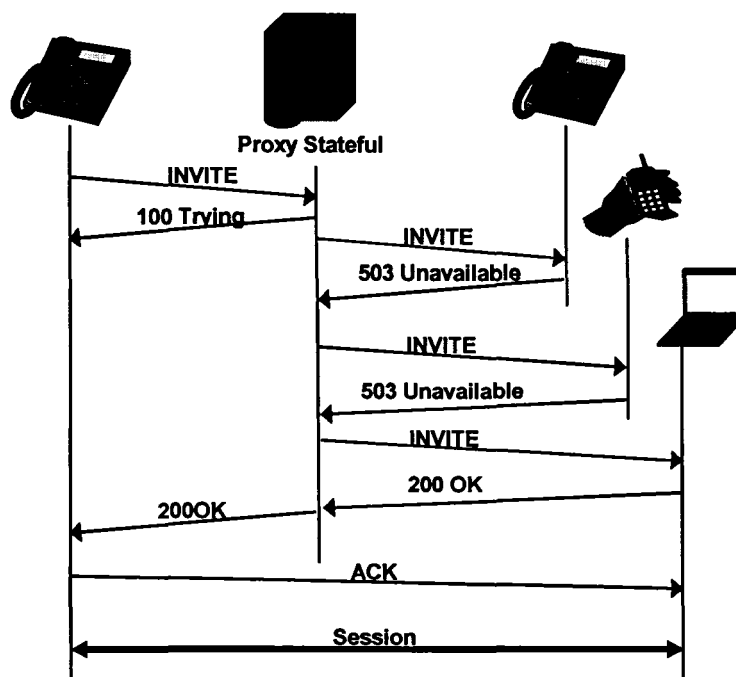 Proxy Stateful
INVITE
100 Trying
INVITE
503 Unavailable
INVITE
503 Unavailable
INVITE
200 OK
200OK
ACK
Session